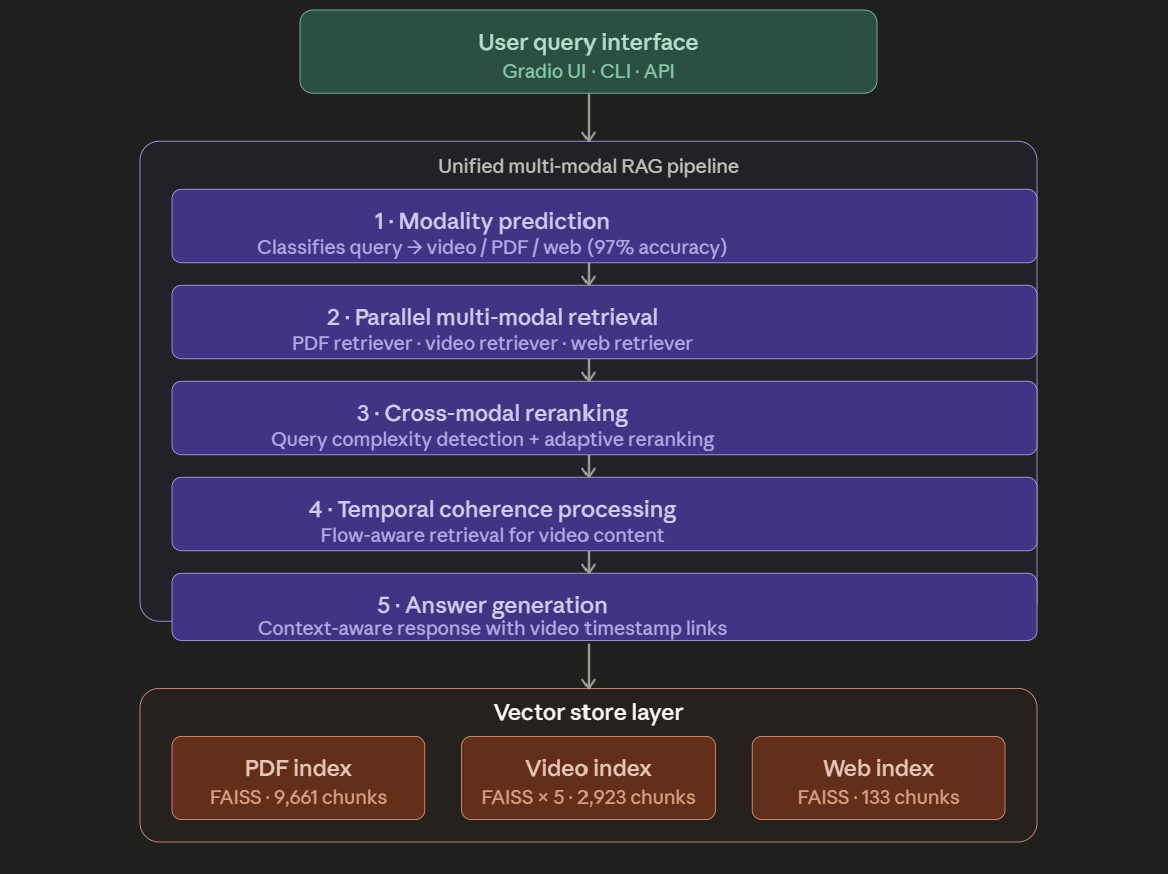 User query interface
Gradio UI · CLI · API
Unified multi-modal RAG pipeline
1 · Modality prediction
Classifies query → video / PDF / web (97% accuracy)
2 · Parallel multi-modal retrieval
PDF retriever · video retriever · web retriever
3 · Cross-modal reranking
Query complexity detection + adaptive reranking
4 · Temporal coherence processing
Flow-aware retrieval for video content
5 · Answer generation
Context-aware response with video timestamp links
Vector store layer
PDF index
FAISS · 9,661 chunks
Video index
FAISS × 5 · 2,923 chunks
Web index
FAISS · 133 chunks